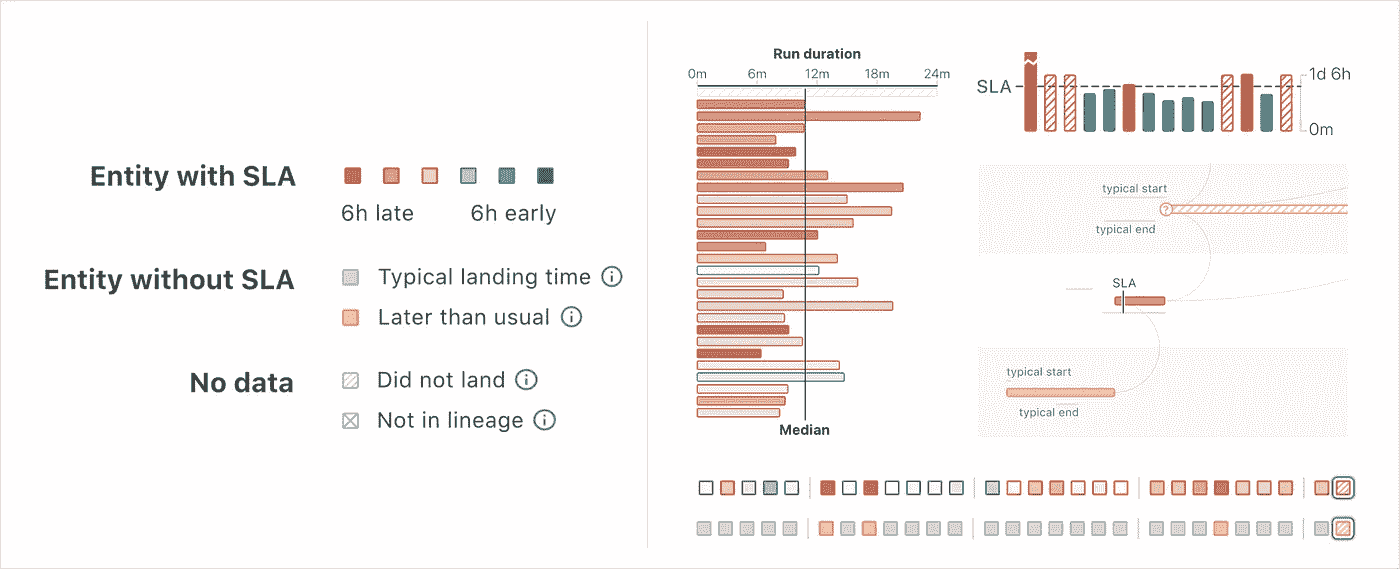 Entity with SLA
6h late 6h early
Entity without SLA
Typical landing time
Later than usual
No data
Did not land
Not in lineage
Run duration
0m 6m 12m 18m 24m
Median
SLA
1d 6h
0m
typical start
typical end
SLA
typical start
typical end